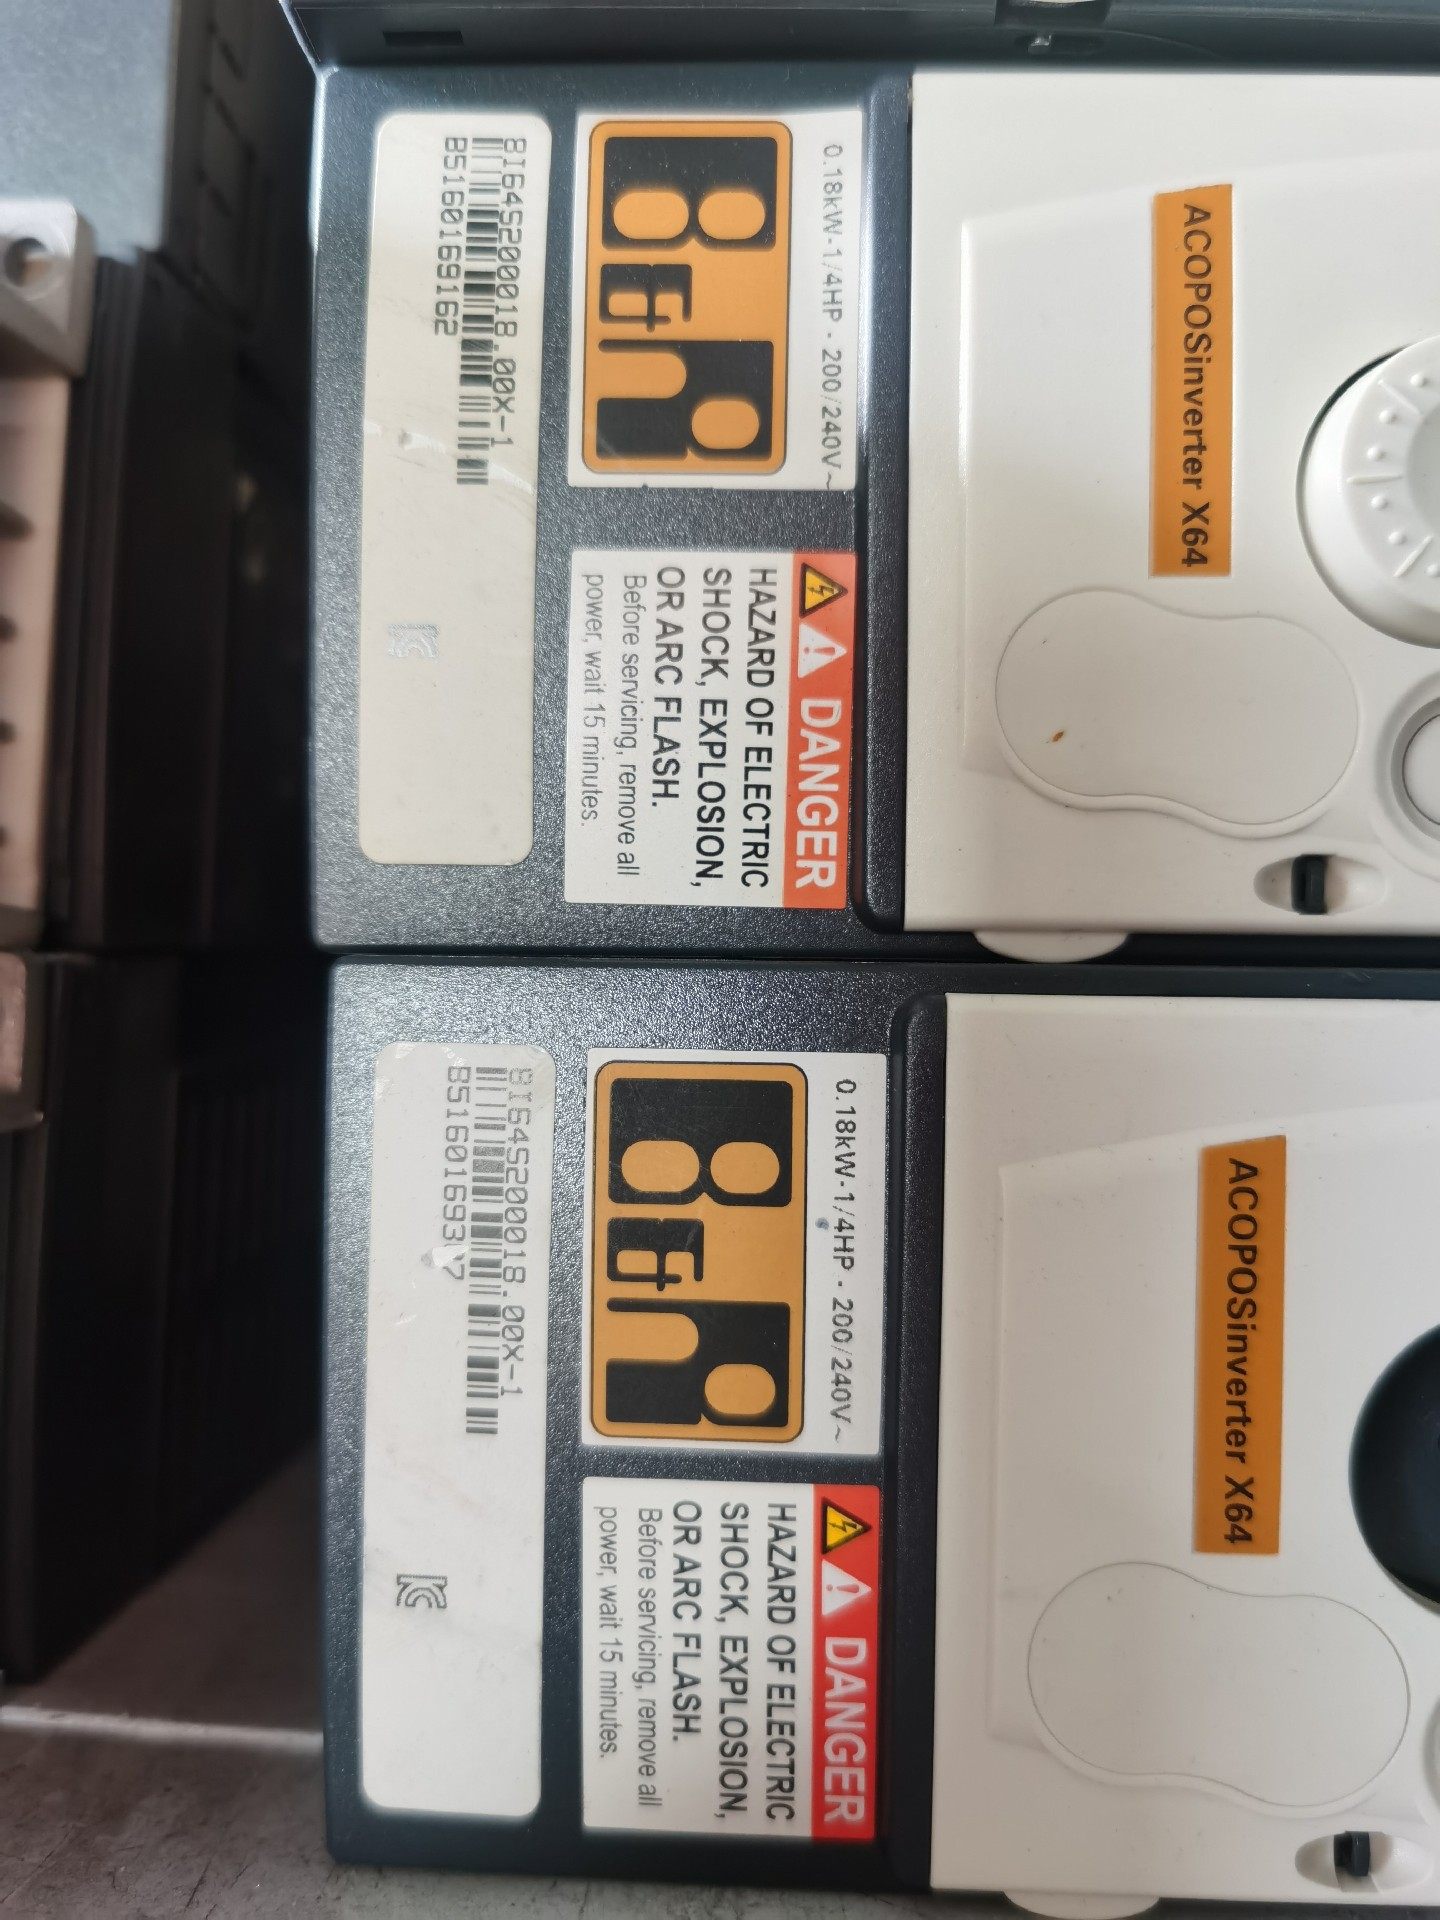 ACOPOSinverter X64
0.18kW-1/4HP - 200/240V~
8I64S200018.00X-1
B5160169162
DANGER
HAZARD OF ELECTRIC
SHOCK, EXPLOSION,
OR ARC FLASH.
Before servicing, remove all
power, wait 15 minutes.
ACOPOSinverter X64
0.18kW-1/4HP - 200/240V~
8I64S200018.00X-1
DANGER
HAZARD OF ELECTRIC
SHOCK, EXPLOSION,
OR ARC FLASH.
Before servicing, remove all
power, wait 15 minutes.